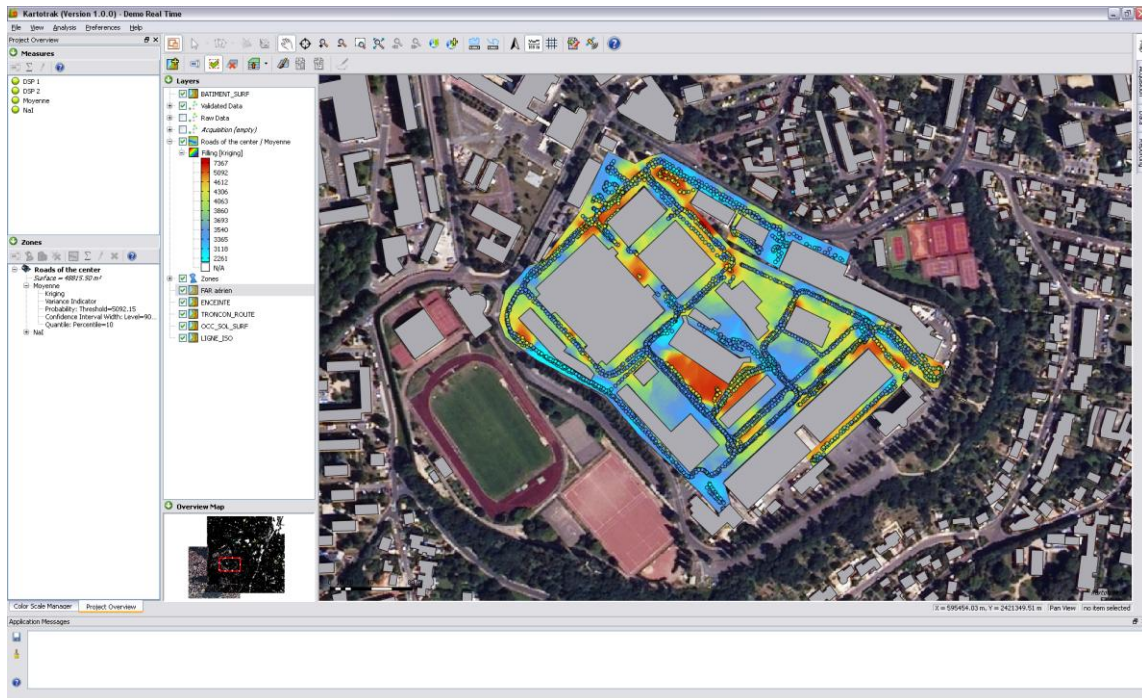 Kartotrak (Version 1.0.0) - Demo Real Time
File View Analysis Preferences Help
Project Overview
Measures
DSP 1
DSP 2
Moyenne
NaI
Zones
Roads of the center
Surface = 48815.50 m²
Moyenne
Kriging
Variance Indicator
Probability: Threshold=5092.15
Confidence Interval Width: Level=90...
Quantile: Percentile=10
NaI
Layers
BATIMENT_SURF
Validated Data
Raw Data
Acquisition (empty)
Roads of the center / Moyenne
Filling [Kriging]
7367
5092
4612
4306
4063
3860
3693
3540
3365
3118
2261
N/A
Zones
FAR aérien
ENCEINTE
TRONCON_ROUTE
OCC_SOL_SURF
LIGNE_ISO
Overview Map
Color Scale Manager Project Overview
X = 595454.03 m, Y = 2421349.51 m Pan View no item selected
Application Messages